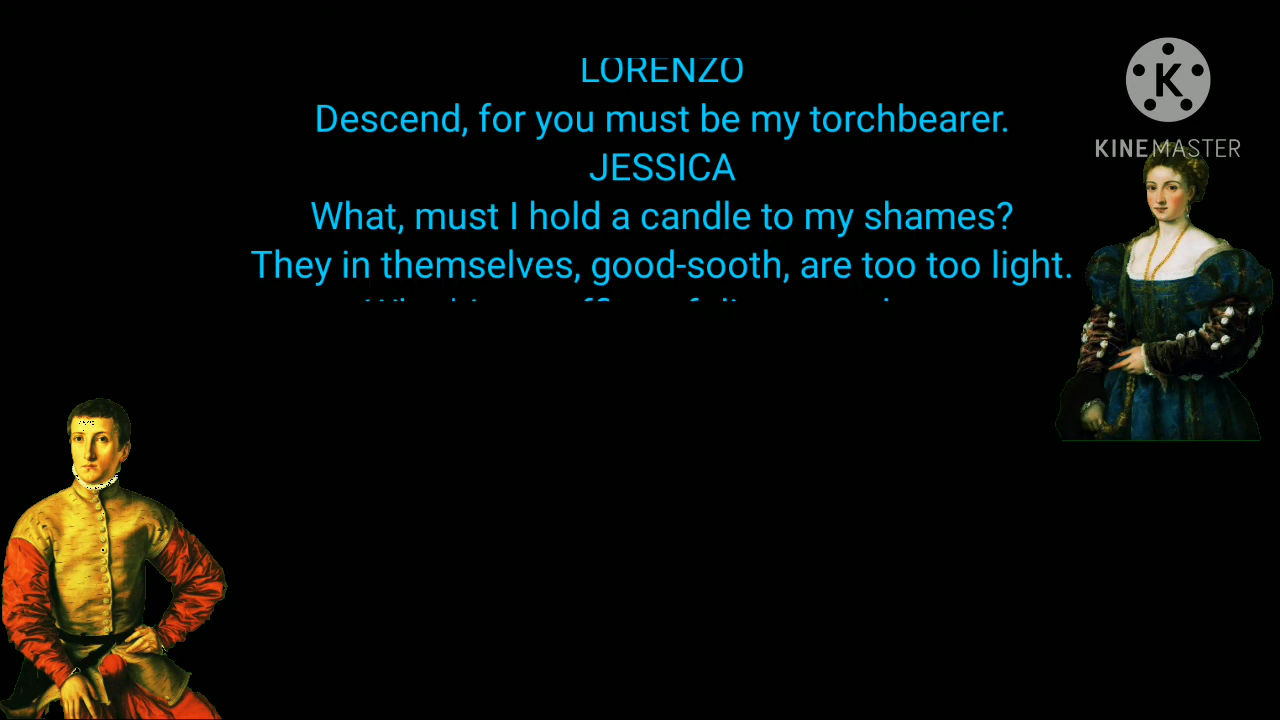 LORENZO
Descend, for you must be my torchbearer.
JESSICA
What, must I hold a candle to my shames?
They in themselves, good-sooth, are too too light.
K
KINEMASTER